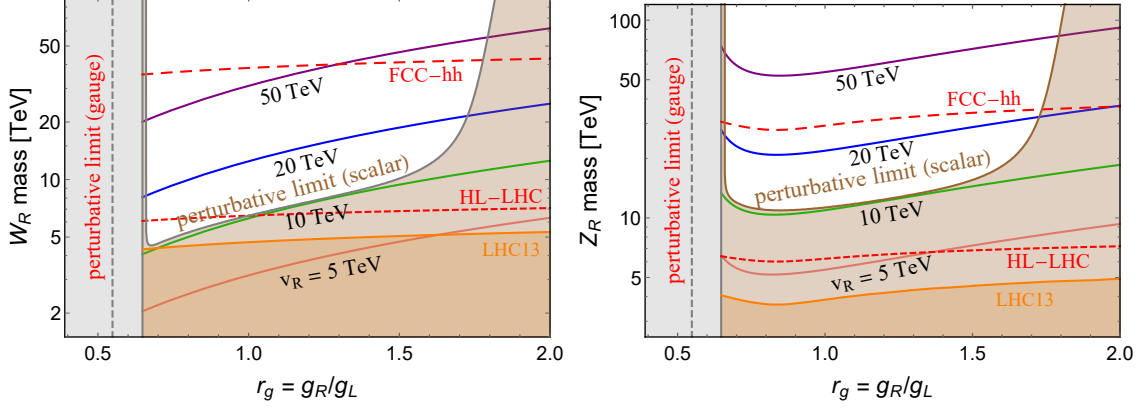 W_R mass [TeV]
50
20
10
5
2
perturbative limit (gauge)
FCC−hh
50 TeV
20 TeV
perturbative limit (scalar)
HL−LHC
10 TeV
LHC13
v_R = 5 TeV
0.5 1.0 1.5 2.0
r_g = g_R/g_L
Z_R mass [TeV]
100
50
10
5
perturbative limit (gauge)
50 TeV
FCC−hh
20 TeV
perturbative limit (scalar)
10 TeV
v_R = 5 TeV
HL−LHC
LHC13
0.5 1.0 1.5 2.0
r_g = g_R/g_L